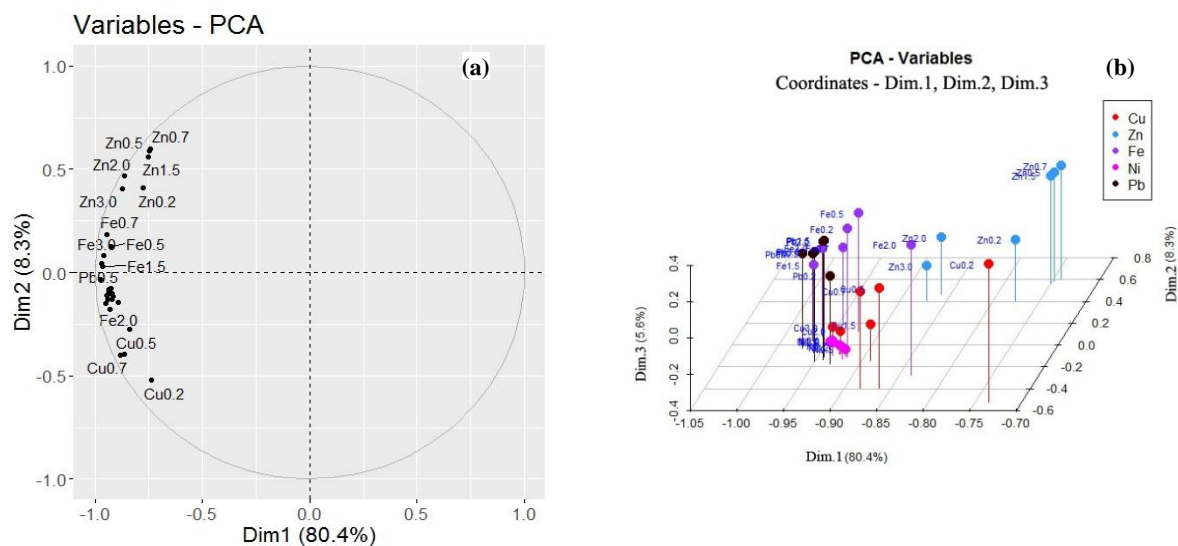 Variables - PCA
(a)
1.0
0.5
0.0
-0.5
-1.0
Dim2 (8.3%)
Zn0.5 Zn0.7
Zn2.0 Zn1.5
Zn3.0 Zn0.2
Fe0.7
Fe3.0 Fe0.5
Fe1.5
Pb0.5
Fe2.0
Cu0.5
Cu0.7
Cu0.2
-1.0 -0.5 0.0 0.5 1.0
Dim1 (80.4%)
PCA - Variables
(b)
Coordinates - Dim.1, Dim.2, Dim.3
Cu
Zn
Fe
Ni
Pb
Zn0.7
Zn1.5
Fe0.5
Fe0.2
Fe2.0
Zn2.0
Zn0.2
Fe1.5
Zn3.0
Cu0.2
Pb0.2
Cu0.7
0.4
0.2
0.0
-0.2
-0.4
Dim.3 (5.6%)
0.8
0.6
0.4
0.2
0.0
-0.2
-0.4
-0.6
Dim.2 (8.3%)
-1.05 -1.00 -0.95 -0.90 -0.85 -0.80 -0.75 -0.70
Dim.1 (80.4%)